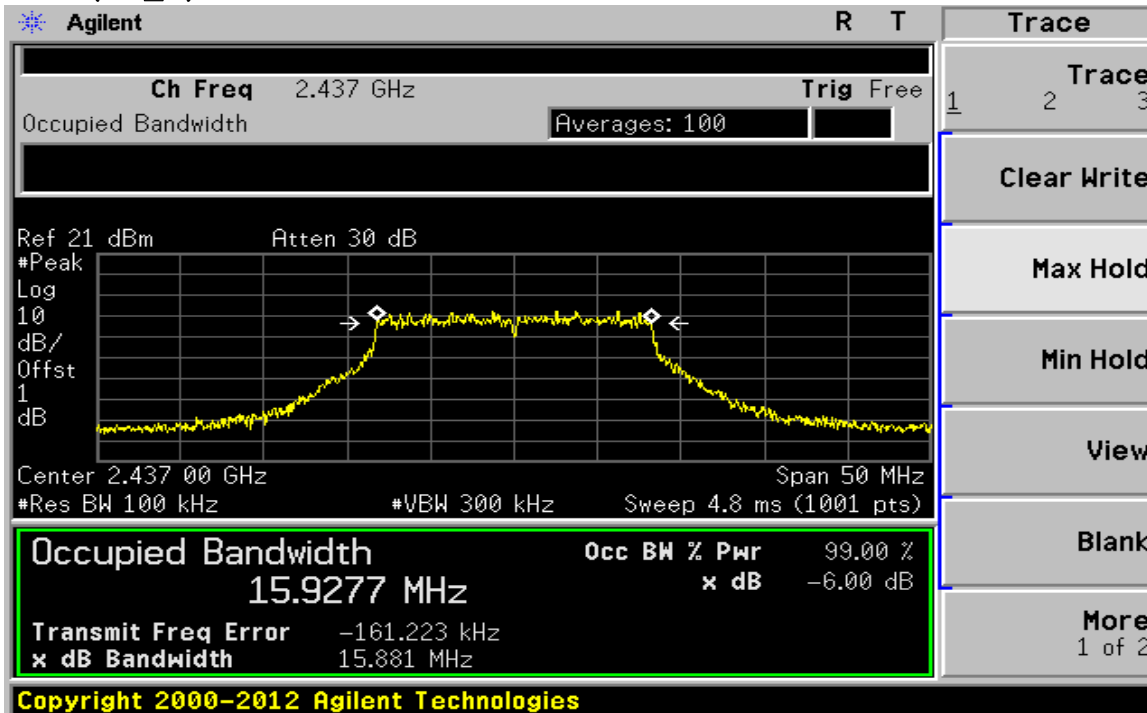 Agilent R T Trace
Ch Freq 2.437 GHz Trig Free
Occupied Bandwidth Averages: 100
Trace
1 2 3
Clear Write
Max Hold
Min Hold
View
Blank
More
1 of 2
Ref 21 dBm Atten 30 dB
#Peak
Log
10
dB/
Offst
1
dB
Center 2.437 00 GHz Span 50 MHz
#Res BW 100 kHz #VBW 300 kHz Sweep 4.8 ms (1001 pts)
Occupied Bandwidth Occ BW % Pwr 99.00 %
15.9277 MHz x dB -6.00 dB
Transmit Freq Error -161.223 kHz
x dB Bandwidth 15.881 MHz
Copyright 2000-2012 Agilent Technologies